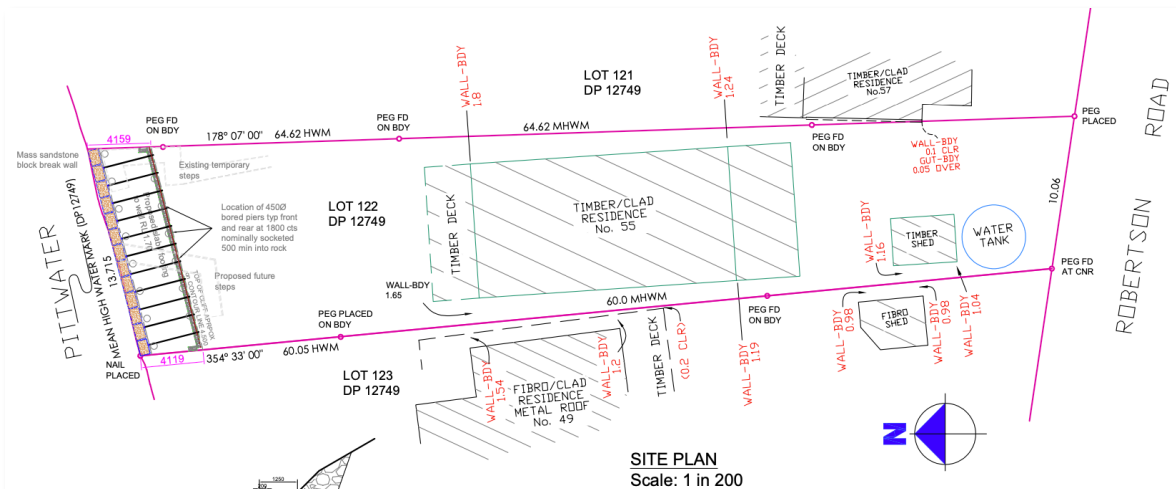 LOT 121
DP 12749
TIMBER DECK
TIMBER/CLAD
RESIDENCE
No.57
PEG
PLACED
ROBERTSON ROAD
WALL-BDY
1.8
WALL-BDY
1.24
PEG FD
ON BDY
178° 07' 00"
64.62 HWM
PEG FD
ON BDY
64.62 MHWM
PEG FD
ON BDY
WALL-BDY
0.1 CLR
GUT-BDY
0.05 OVER
4159
Mass sandstone
block break wall
Existing temporary
steps
Location of 450Ø
bored piers typ front
and rear at 1800 cts
nominally socketed
500 min into rock
Proposed future
steps
PITTWATER
MEAN HIGH WATER MARK (DP12749)
13.715
TOP OF CLIFF APPROX
CONTOUR LINE
LOT 122
DP 12749
TIMBER DECK
TIMBER/CLAD
RESIDENCE
No. 55
WALL-BDY
1.16
TIMBER
SHED
WATER
TANK
10.06
PEG FD
AT CNR
WALL-BDY
1.65
60.0 MHWM
PEG PLACED
ON BDY
PEG FD
ON BDY
WALL-BDY
0.98
FIBRO
SHED
WALL-BDY
0.98
WALL-BDY
1.04
4119
354° 33' 00"
60.05 HWM
NAIL
PLACED
LOT 123
DP 12749
WALL-BDY
1.54
FIBRO/CLAD
RESIDENCE
METAL ROOF
No. 49
WALL-BDY
1.2
TIMBER DECK
(0.2 CLR)
WALL-BDY
1.19
N
1250
SITE PLAN
Scale: 1 in 200